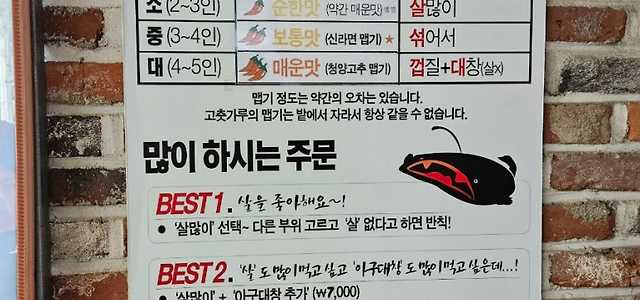 소 (2~3인) 순한맛 (약간 매운맛) 살많이
중 (3~4인) 보통맛 (신라면 맵기) ★ 섞어서
대 (4~5인) 매운맛 (청양고추 맵기) 껍질+대창(살X)
맵기 정도는 약간의 오차는 있습니다.
고춧가루의 맵기는 밭에서 자라서 항상 같을 수 없습니다.
많이 하시는 주문
BEST 1. 살을 좋아해요~!
• '살많이' 선택~ 다른 부위 고르고 '살' 없다고 하면 반칙!
BEST 2. '살'도 많이 먹고 싶고 '아구대창'도 많이 먹고 싶은데...!
• '살많이' + '아구대창 추가' (₩7,000)